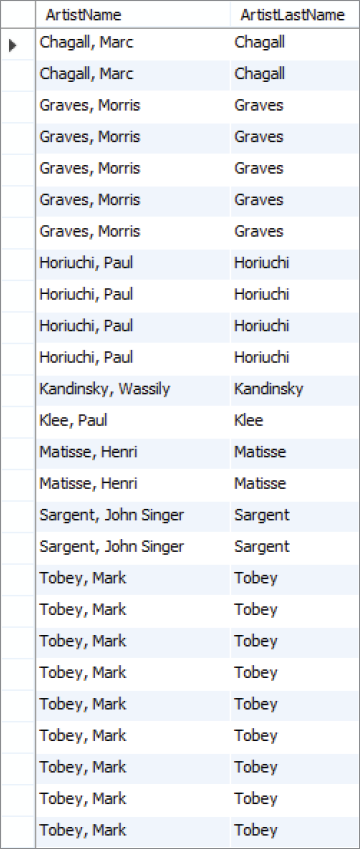 ArtistName ArtistLastName
Chagall, Marc Chagall
Chagall, Marc Chagall
Graves, Morris Graves
Graves, Morris Graves
Graves, Morris Graves
Graves, Morris Graves
Graves, Morris Graves
Horiuchi, Paul Horiuchi
Horiuchi, Paul Horiuchi
Horiuchi, Paul Horiuchi
Horiuchi, Paul Horiuchi
Kandinsky, Wassily Kandinsky
Klee, Paul Klee
Matisse, Henri Matisse
Matisse, Henri Matisse
Sargent, John Singer Sargent
Sargent, John Singer Sargent
Tobey, Mark Tobey
Tobey, Mark Tobey
Tobey, Mark Tobey
Tobey, Mark Tobey
Tobey, Mark Tobey
Tobey, Mark Tobey
Tobey, Mark Tobey
Tobey, Mark Tobey
Tobey, Mark Tobey